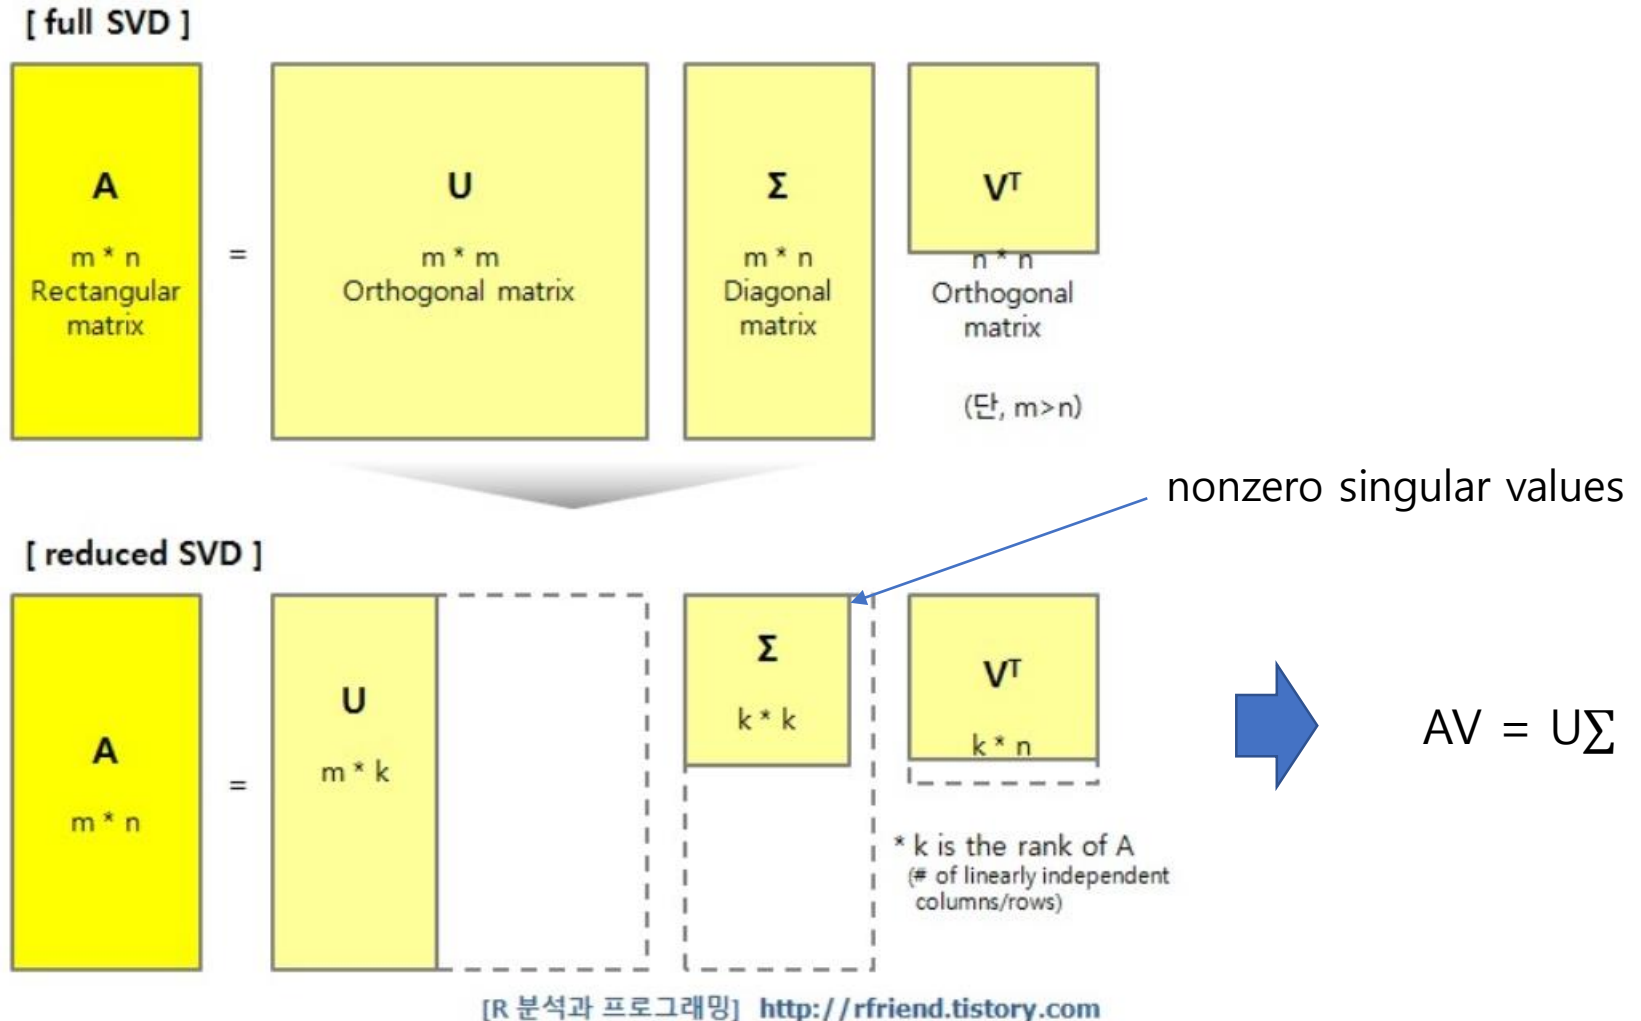 [ full SVD ]
A
m * n
Rectangular
matrix
=
U
m * m
Orthogonal matrix
Σ
m * n
Diagonal
matrix
Vᵀ
n * n
Orthogonal
matrix
(단, m>n)
nonzero singular values
[ reduced SVD ]
A
m * n
=
U
m * k
Σ
k * k
Vᵀ
k * n
* k is the rank of A
(# of linearly independent
columns/rows)
AV = UΣ
[R 분석과 프로그래밍] http://rfriend.tistory.com